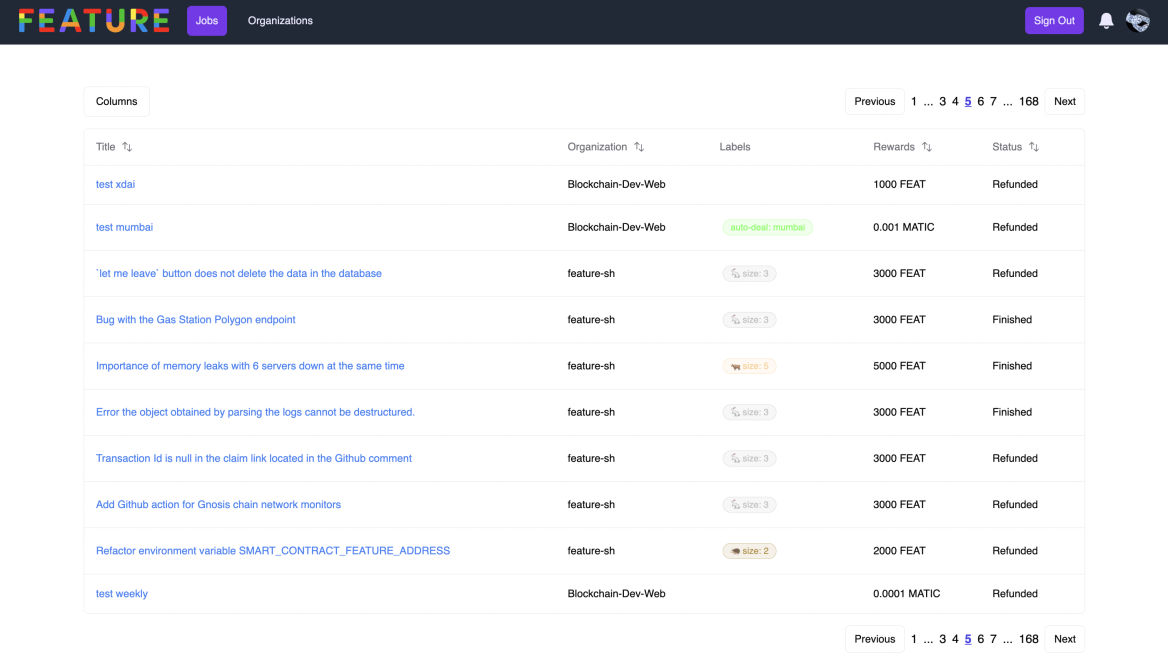 FEATURE Jobs Organizations Sign Out
Columns Previous 1 ... 3 4 5 6 7 ... 168 Next
Title Organization Labels Rewards Status
test xdai Blockchain-Dev-Web 1000 FEAT Refunded
test mumbai Blockchain-Dev-Web auto-deal: mumbai 0.001 MATIC Refunded
`let me leave` button does not delete the data in the database feature-sh size: 3 3000 FEAT Refunded
Bug with the Gas Station Polygon endpoint feature-sh size: 3 3000 FEAT Finished
Importance of memory leaks with 6 servers down at the same time feature-sh size: 5 5000 FEAT Finished
Error the object obtained by parsing the logs cannot be destructured. feature-sh size: 3 3000 FEAT Finished
Transaction Id is null in the claim link located in the Github comment feature-sh size: 3 3000 FEAT Refunded
Add Github action for Gnosis chain network monitors feature-sh size: 3 3000 FEAT Refunded
Refactor environment variable SMART_CONTRACT_FEATURE_ADDRESS feature-sh size: 2 2000 FEAT Refunded
test weekly Blockchain-Dev-Web 0.0001 MATIC Refunded
Previous 1 ... 3 4 5 6 7 ... 168 Next